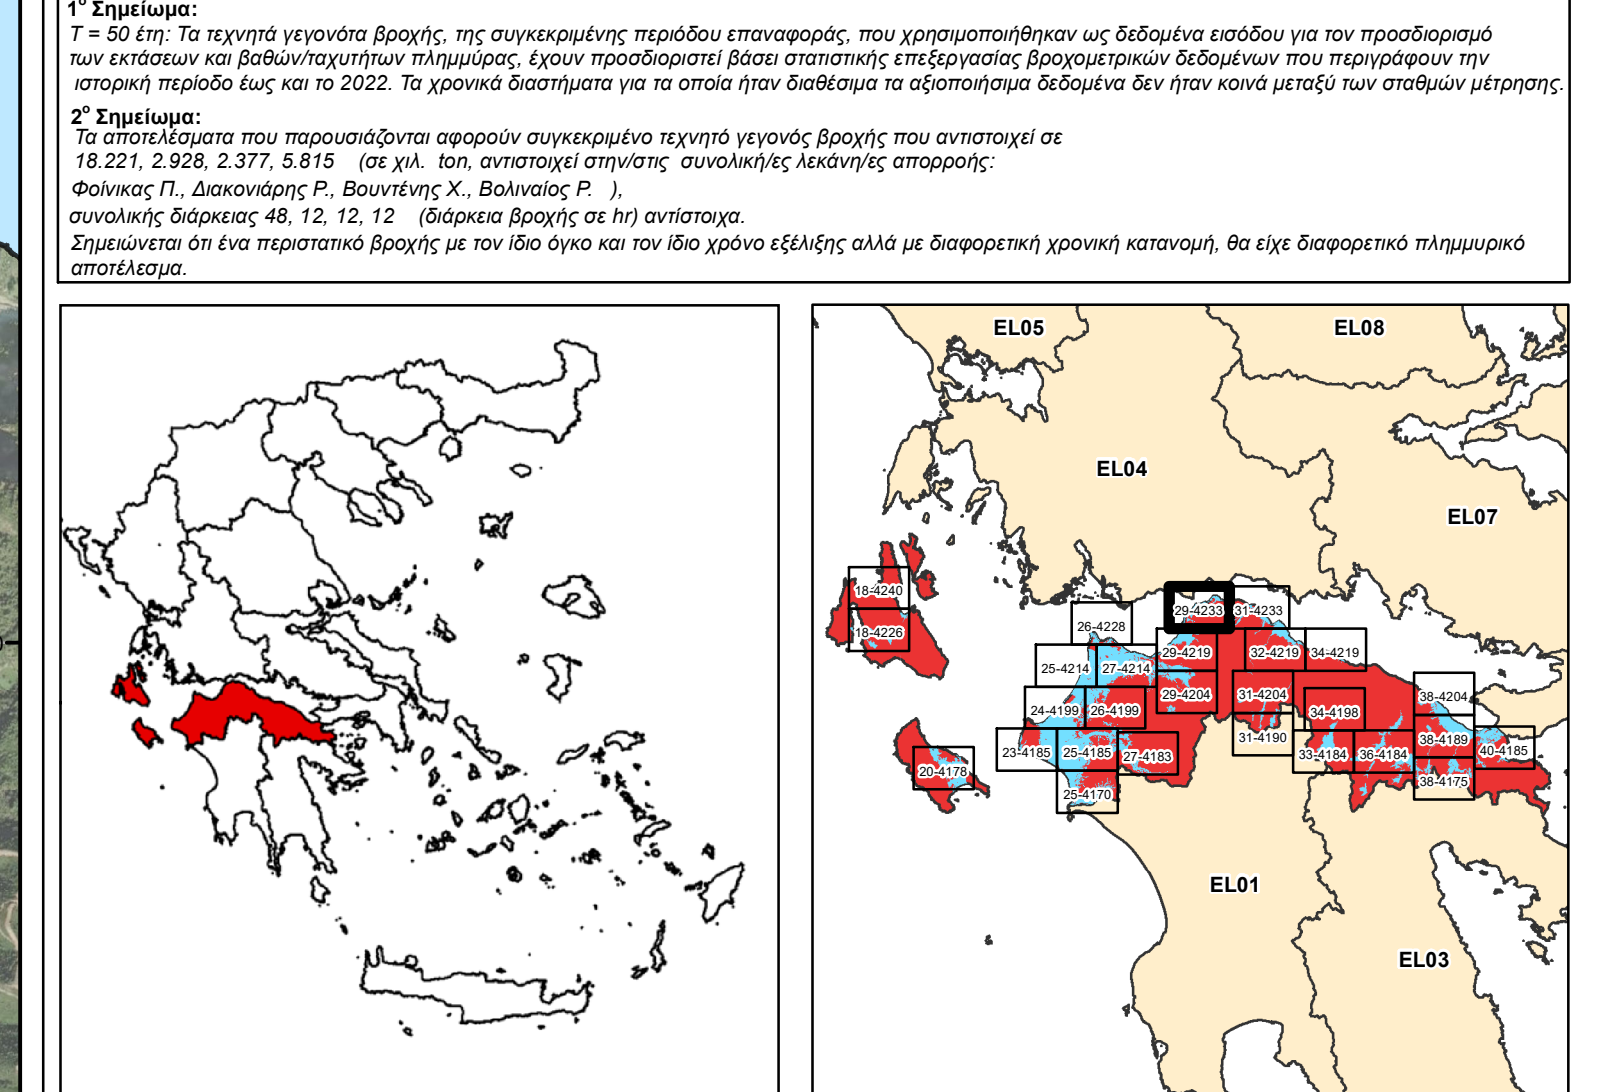 1ο Σημείωμα:
T = 50 έτη: Τα τεχνητά γεγονότα βροχής, της συγκεκριμένης περιόδου επαναφοράς, που χρησιμοποιήθηκαν ως δεδομένα εισόδου για τον προσδιορισμό
των εκτάσεων και βαθών/ταχυτήτων πλημμύρας, έχουν προσδιοριστεί βάσει στατιστικής επεξεργασίας βροχομετρικών δεδομένων που περιγράφουν την
ιστορική περίοδο έως και το 2022. Τα χρονικά διαστήματα για τα οποία ήταν διαθέσιμα τα αξιοποιήσιμα δεδομένα δεν ήταν κοινά μεταξύ των σταθμών μέτρησης.
2ο Σημείωμα:
Τα αποτελέσματα που παρουσιάζονται αφορούν συγκεκριμένο τεχνητό γεγονός βροχής που αντιστοιχεί σε
18.221, 2.928, 2.377, 5.815 (σε χιλ. ton, αντιστοιχεί στην/στις συνολική/ες λεκάνη/ες απορροής:
Φοίνικας Π., Διακονιάρης Ρ., Βουντένης Χ., Βολιναίος Ρ. ),
συνολικής διάρκειας 48, 12, 12, 12 (διάρκεια βροχής σε hr) αντίστοιχα.
Σημειώνεται ότι ένα περιστατικό βροχής με τον ίδιο όγκο και τον ίδιο χρόνο εξέλιξης αλλά με διαφορετική χρονική κατανομή, θα είχε διαφορετικό πλημμυρικό
αποτέλεσμα.
EL05
EL08
EL04
EL07
18-4240
29-4233
31-4233
18-4226
26-4228
29-4219
32-4219
34-4219
25-4214
27-4214
29-4204
31-4204
38-4204
24-4199
26-4199
34-4198
31-4190
38-4189
23-4185
25-4185
27-4183
33-4184
36-4184
40-4185
20-4178
38-4175
25-4170
EL01
EL03